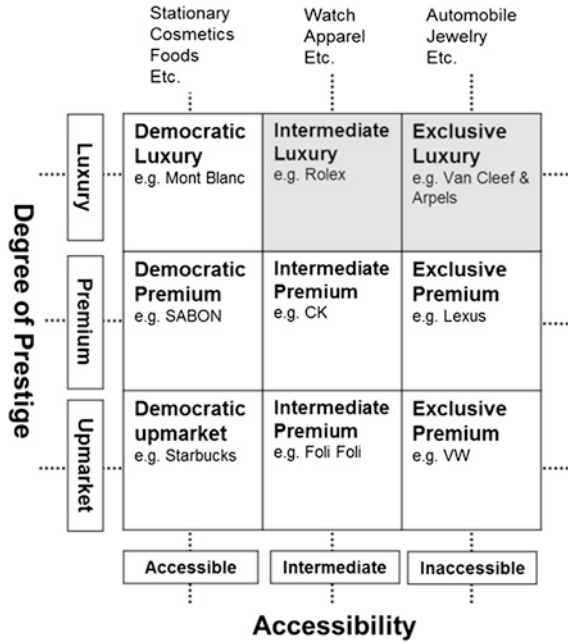 Stationary
Cosmetics
Foods
Etc.
Watch
Apparel
Etc.
Automobile
Jewelry
Etc.
Degree of Prestige
Luxury
Democratic
Luxury
e.g. Mont Blanc
Intermediate
Luxury
e.g. Rolex
Exclusive
Luxury
e.g. Van Cleef &
Arpels
Premium
Democratic
Premium
e.g. SABON
Intermediate
Premium
e.g. CK
Exclusive
Premium
e.g. Lexus
Upmarket
Democratic
upmarket
e.g. Starbucks
Intermediate
Premium
e.g. Foli Foli
Exclusive
Premium
e.g. VW
Accessible
Intermediate
Inaccessible
Accessibility